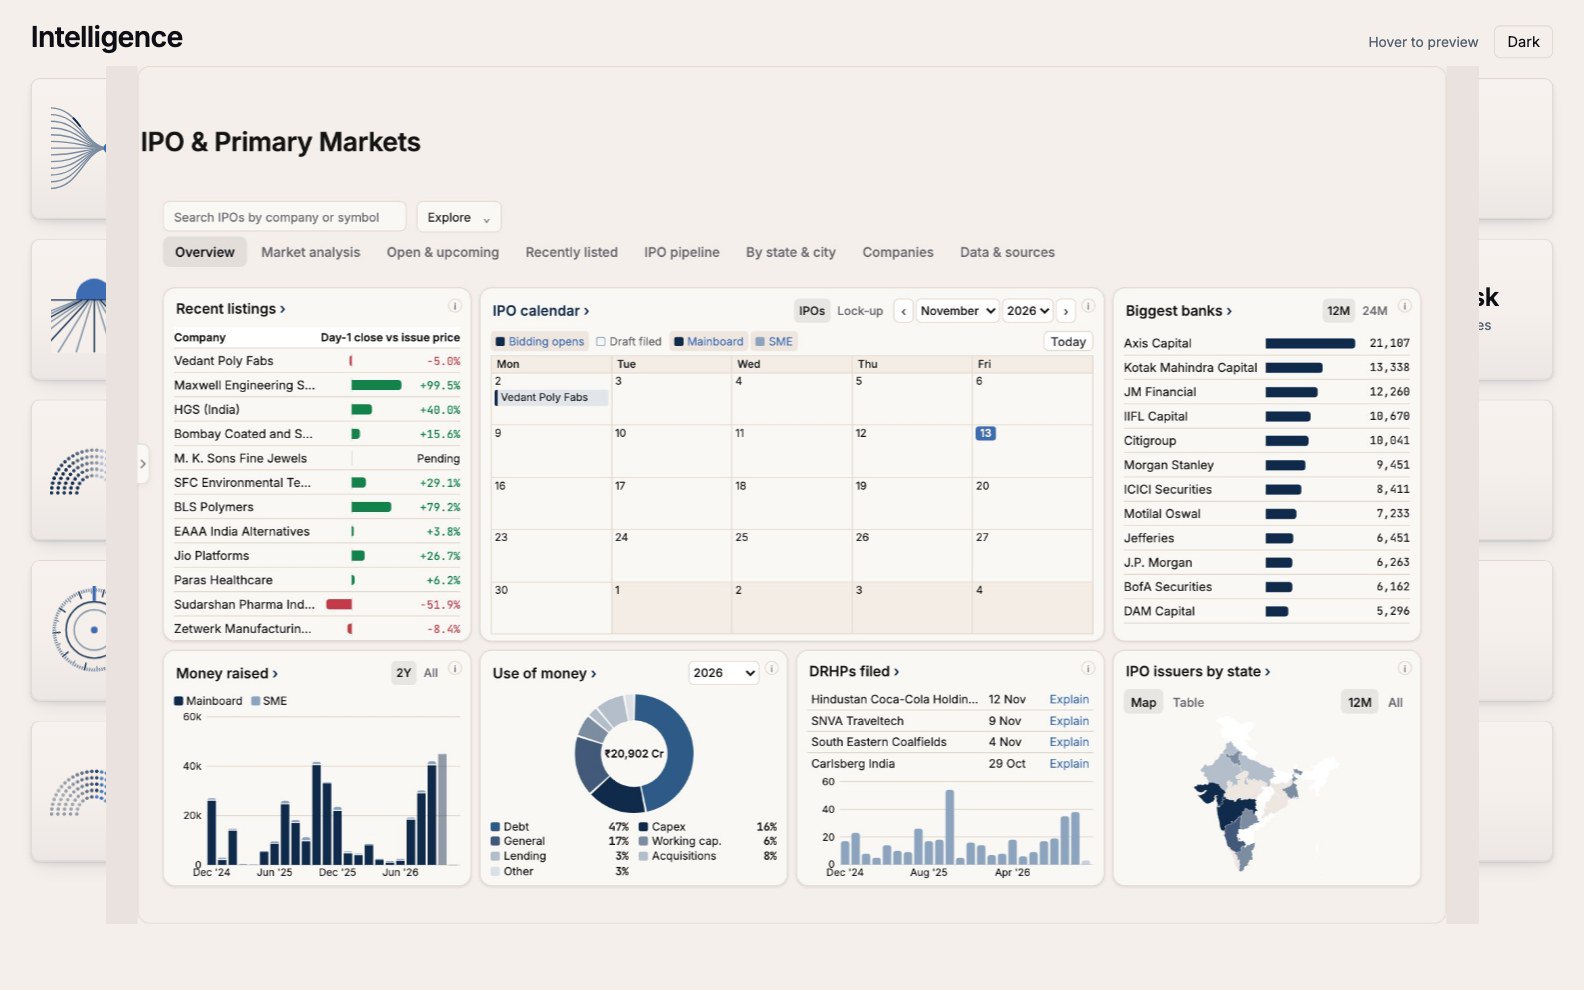 Intelligence
Hover to preview
Dark
IPO & Primary Markets
Search IPOs by company or symbol
Explore
Overview
Market analysis
Open & upcoming
Recently listed
IPO pipeline
By state & city
Companies
Data & sources
Recent listings ›
Company Day-1 close vs issue price
Vedant Poly Fabs -5.0%
Maxwell Engineering S... +99.5%
HGS (India) +40.0%
Bombay Coated and S... +15.6%
M. K. Sons Fine Jewels Pending
SFC Environmental Te... +29.1%
BLS Polymers +79.2%
EAAA India Alternatives +3.8%
Jio Platforms +26.7%
Paras Healthcare +6.2%
Sudarshan Pharma Ind... -51.9%
Zetwerk Manufacturin... -8.4%
IPO calendar ›
IPOs Lock-up ‹ November 2026 ›
Bidding opens Draft filed Mainboard SME
Today
Mon Tue Wed Thu Fri
2 3 4 5 6
Vedant Poly Fabs
9 10 11 12 13
16 17 18 19 20
23 24 25 26 27
30 1 2 3 4
Biggest banks ›
12M 24M
Axis Capital 21,107
Kotak Mahindra Capital 13,338
JM Financial 12,260
IIFL Capital 10,670
Citigroup 10,041
Morgan Stanley 9,451
ICICI Securities 8,411
Motilal Oswal 7,233
Jefferies 6,451
J.P. Morgan 6,263
BofA Securities 6,162
DAM Capital 5,296
sk
es
Money raised ›
2Y All
Mainboard SME
60k
40k
20k
0
Dec '24 Jun '25 Dec '25 Jun '26
Use of money ›
2026
₹20,902 Cr
Debt 47% Capex 16%
General 17% Working cap. 6%
Lending 3% Acquisitions 8%
Other 3%
DRHPs filed ›
Hindustan Coca-Cola Holdin... 12 Nov Explain
SNVA Traveltech 9 Nov Explain
South Eastern Coalfields 4 Nov Explain
Carlsberg India 29 Oct Explain
60
40
20
0
Dec '24 Aug '25 Apr '26
IPO issuers by state ›
Map Table
12M All